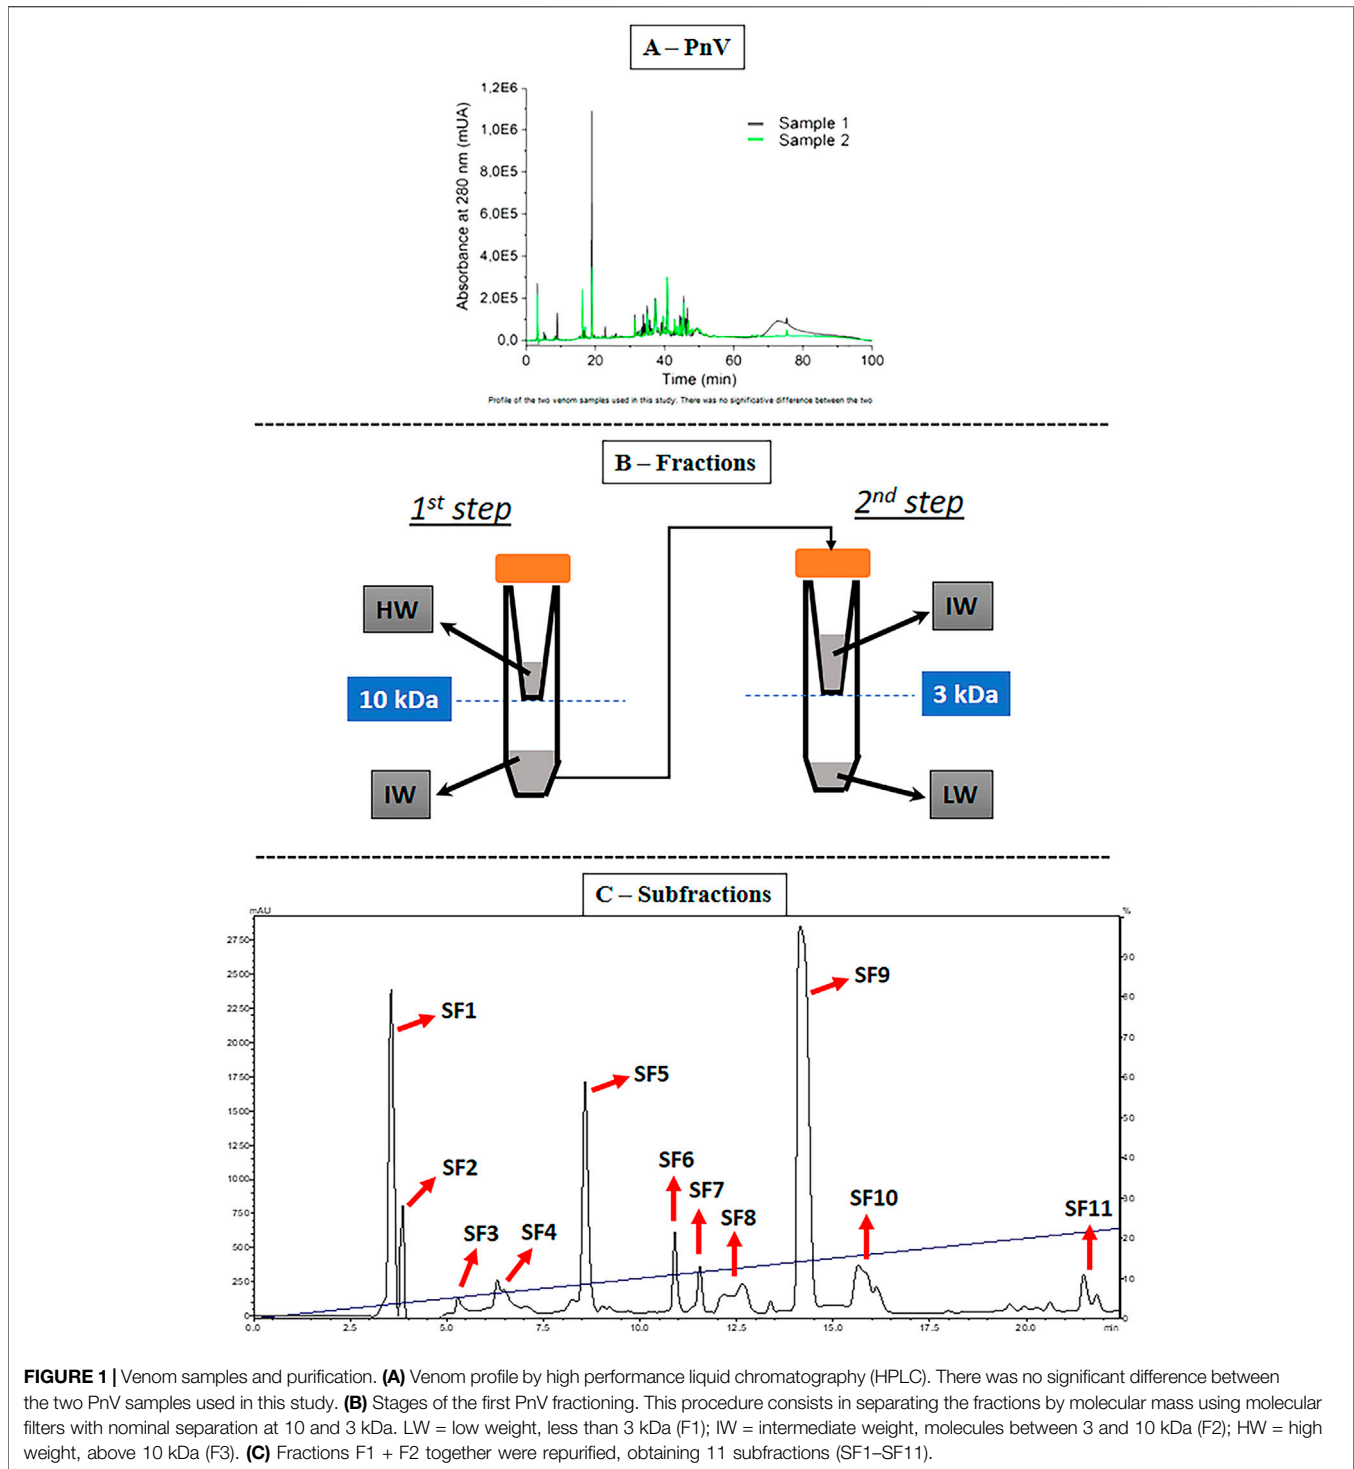 A – PnV
1,2E6
1,0E6
8,0E5
6,0E5
4,0E5
2,0E5
0,0
Absorbance at 280 nm (mUA)
Sample 1
Sample 2
0 20 40 60 80 100
Time (min)
Profile of the two venom samples used in this study. There was no significative difference between the two
B – Fractions
1st step
2nd step
HW
IW
10 kDa
3 kDa
IW
LW
C – Subfractions
mAU
%
2750
2500
2250
2000
1750
1500
1250
1000
750
500
250
0
90
80
70
60
50
40
30
20
10
0
SF1
SF2
SF3
SF4
SF5
SF6
SF7
SF8
SF9
SF10
SF11
0.0 2.5 5.0 7.5 10.0 12.5 15.0 17.5 20.0 min
FIGURE 1 | Venom samples and purification. (A) Venom profile by high performance liquid chromatography (HPLC). There was no significant difference between
the two PnV samples used in this study. (B) Stages of the first PnV fractioning. This procedure consists in separating the fractions by molecular mass using molecular
filters with nominal separation at 10 and 3 kDa. LW = low weight, less than 3 kDa (F1); IW = intermediate weight, molecules between 3 and 10 kDa (F2); HW = high
weight, above 10 kDa (F3). (C) Fractions F1 + F2 together were repurified, obtaining 11 subfractions (SF1–SF11).